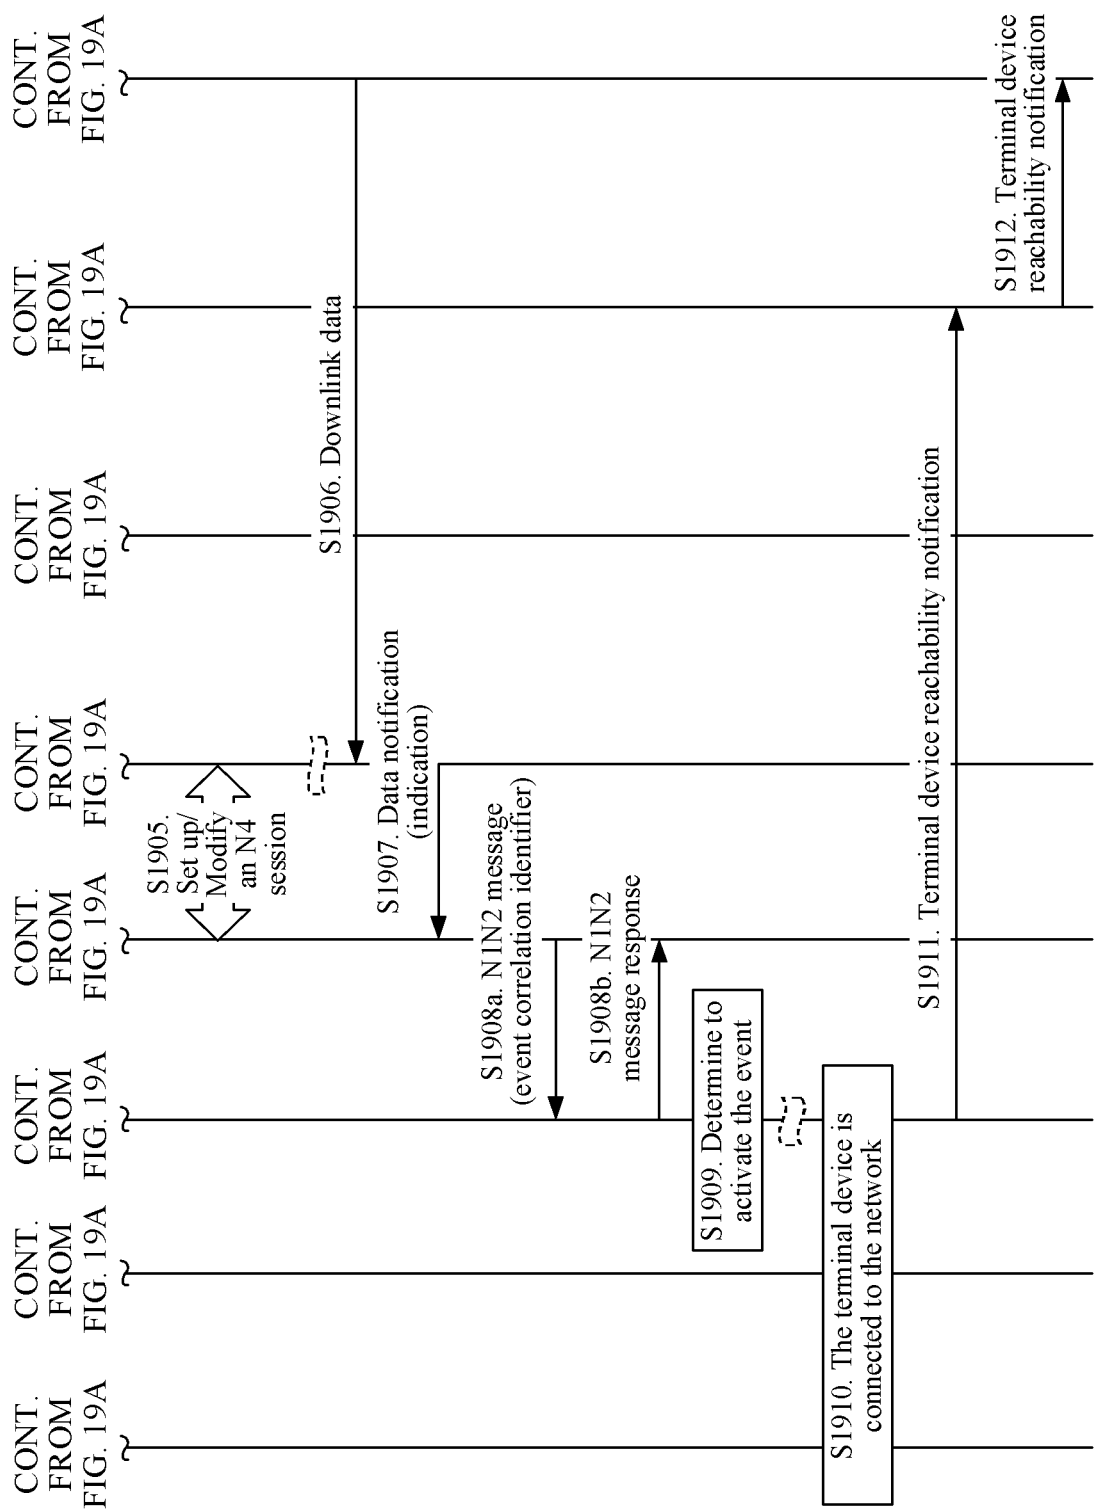 CONT.
FROM
FIG. 19A
CONT.
FROM
FIG. 19A
CONT.
FROM
FIG. 19A
CONT.
FROM
FIG. 19A
CONT.
FROM
FIG. 19A
CONT.
FROM
FIG. 19A
CONT.
FROM
FIG. 19A
CONT.
FROM
FIG. 19A
S1905.
Set up/
Modify
an N4
session
S1906. Downlink data
S1907. Data notification
(indication)
S1908a. N1N2 message
(event correlation identifier)
S1908b. N1N2
message response
S1909. Determine to
activate the event
S1910. The terminal device is
connected to the network
S1911. Terminal device reachability notification
S1912. Terminal device
reachability notification